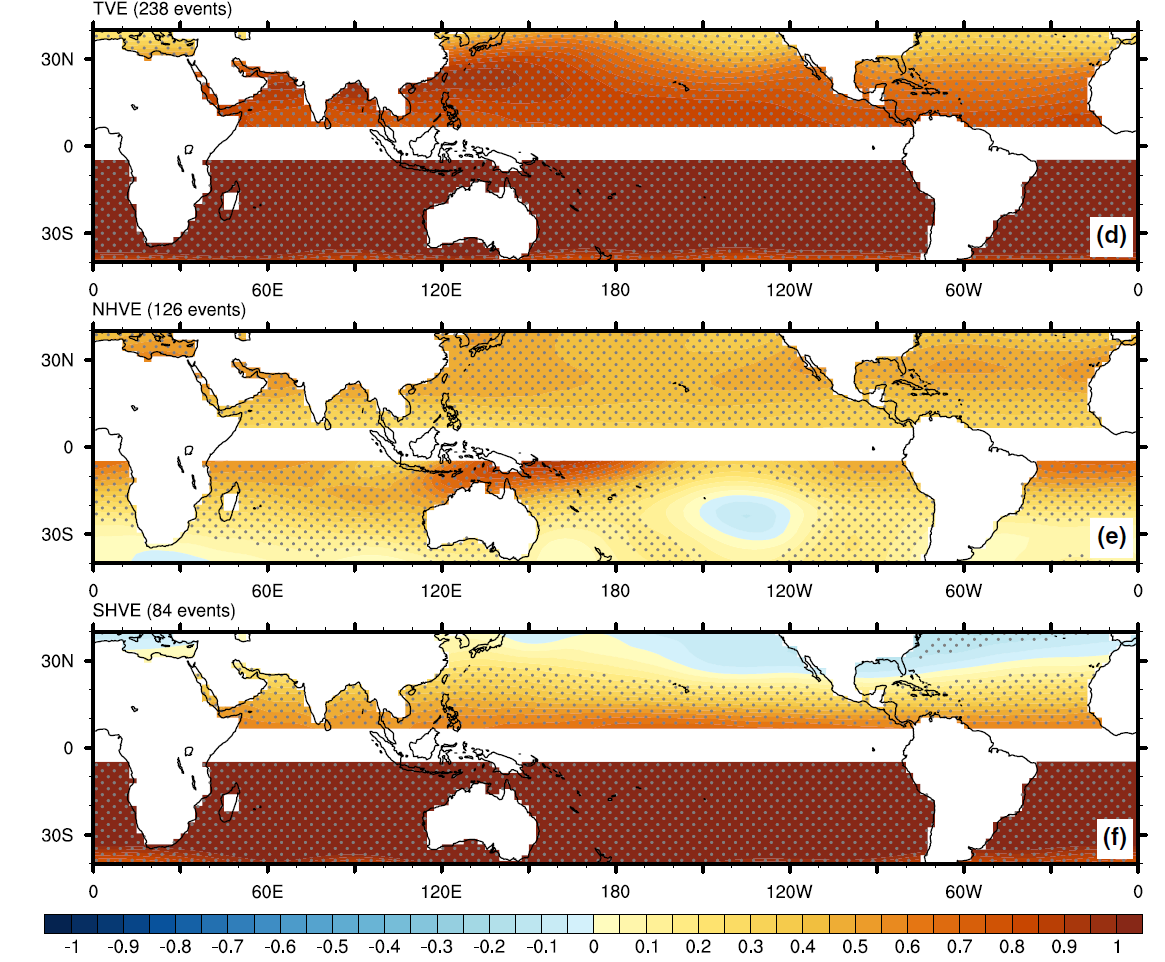 TVE (238 events)
30N
0
30S
(d)
0 60E 120E 180 120W 60W 0
NHVE (126 events)
30N
0
30S
(e)
0 60E 120E 180 120W 60W 0
SHVE (84 events)
30N
0
30S
(f)
0 60E 120E 180 120W 60W 0
-1 -0.9 -0.8 -0.7 -0.6 -0.5 -0.4 -0.3 -0.2 -0.1 0 0.1 0.2 0.3 0.4 0.5 0.6 0.7 0.8 0.9 1